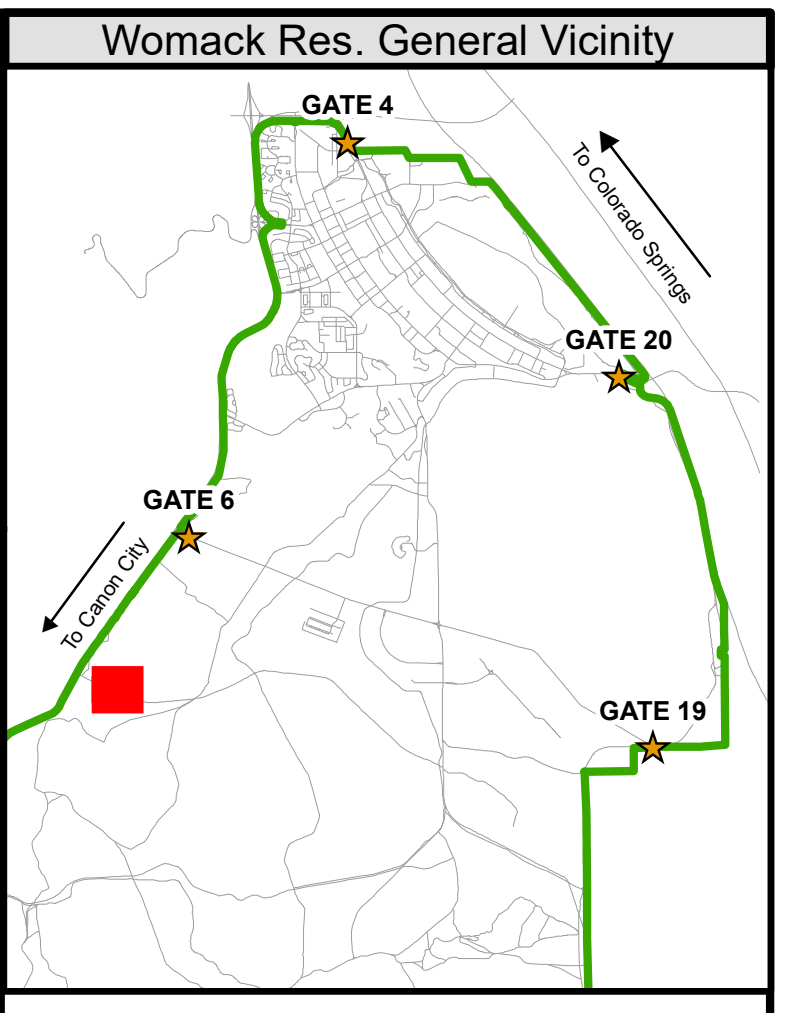 Womack Res. General Vicinity
GATE 4
To Colorado Springs
GATE 20
GATE 6
To Canon City
GATE 19